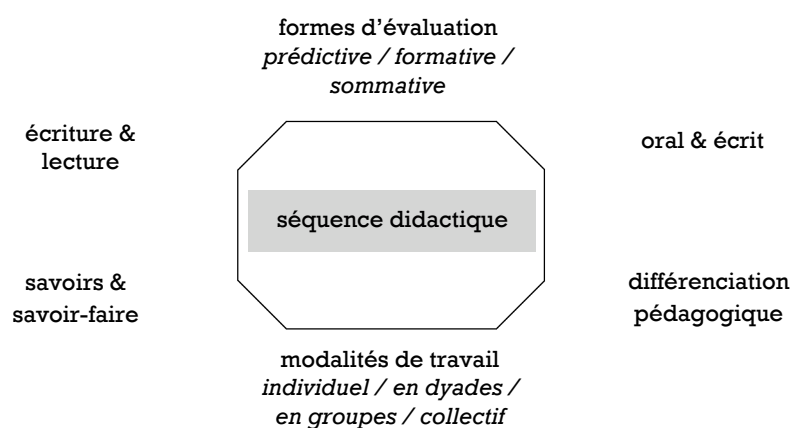 formes d’évaluation
prédictive / formative /
sommative
écriture &
lecture
oral & écrit
séquence didactique
savoirs &
savoir-faire
différenciation
pédagogique
modalités de travail
individuel / en dyades /
en groupes / collectif